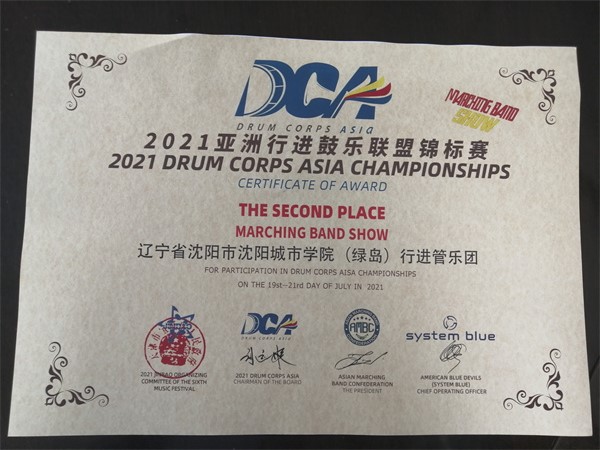 DCA
DRUM CORPS ASIA
MARCHING BAND
SHOW
2021亚洲行进鼓乐联盟锦标赛
2021 DRUM CORPS ASIA CHAMPIONSHIPS
CERTIFICATE OF AWARD
THE SECOND PLACE
MARCHING BAND SHOW
辽宁省沈阳市沈阳城市学院（绿岛）行进管乐团
FOR PARTICIPATION IN DRUM CORPS AISA CHAMPIONSHIPS
ON THE 19st--21rd DAY OF JULY IN 2021
DCA
DRUM CORPS ASIA
AMBC
system blue
ORGANIZING
COMMITTEE OF THE SIXTH
MUSIC FESTIVAL
2021 DRUM CORPS ASIA
CHAIRMAN OF THE BOARD
ASIAN MARCHING
BAND CONFEDERATION
THE PRESIDENT
AMERICAN BLUE DEVILS
(SYSTEM BLUE)
CHIEF OPERATING OFFICER